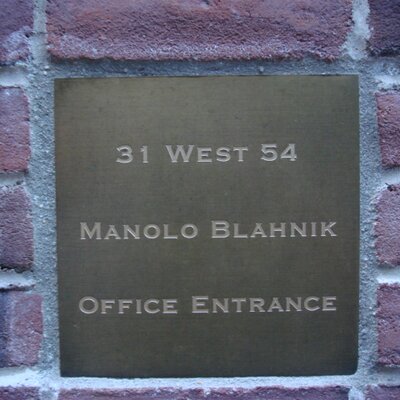 31 West 54
Manolo Blahnik
Office Entrance